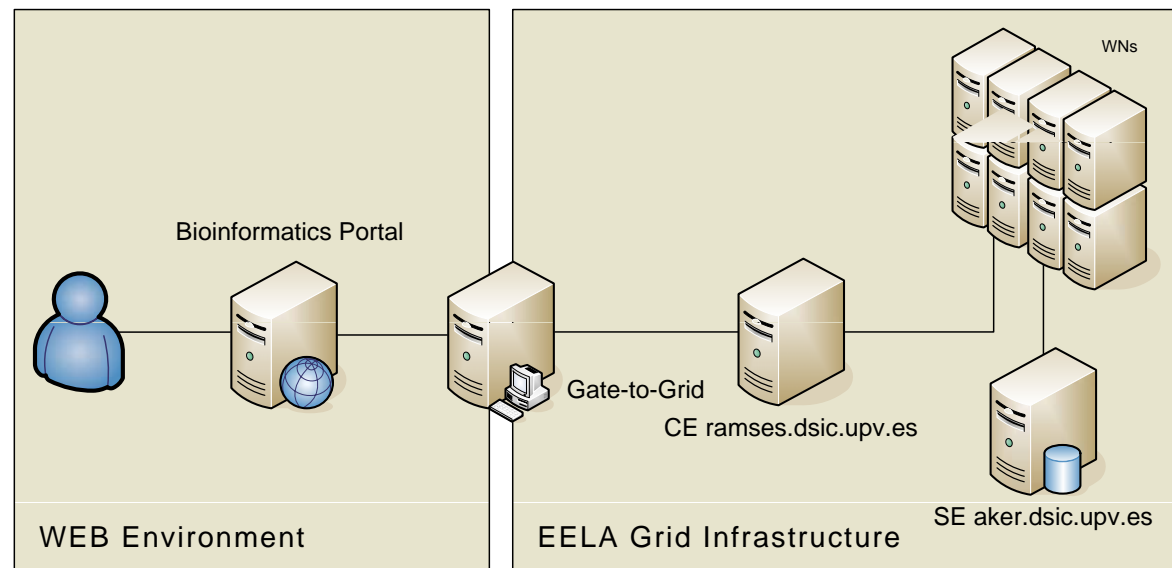 WNs
Bioinformatics Portal
Gate-to-Grid
CE ramses.dsic.upv.es
SE aker.dsic.upv.es
WEB Environment
EELA Grid Infrastructure